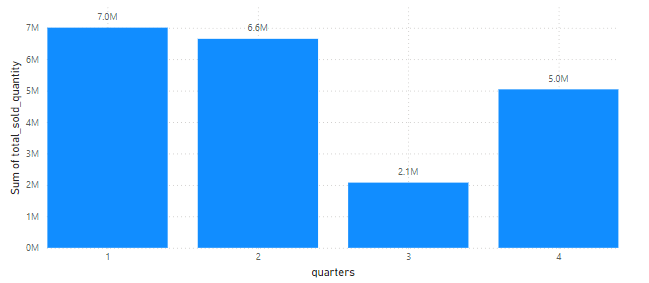 7.0M
6.6M
2.1M
5.0M
7M
6M
5M
4M
3M
2M
1M
0M
Sum of total_sold_quantity
1 2 3 4
quarters